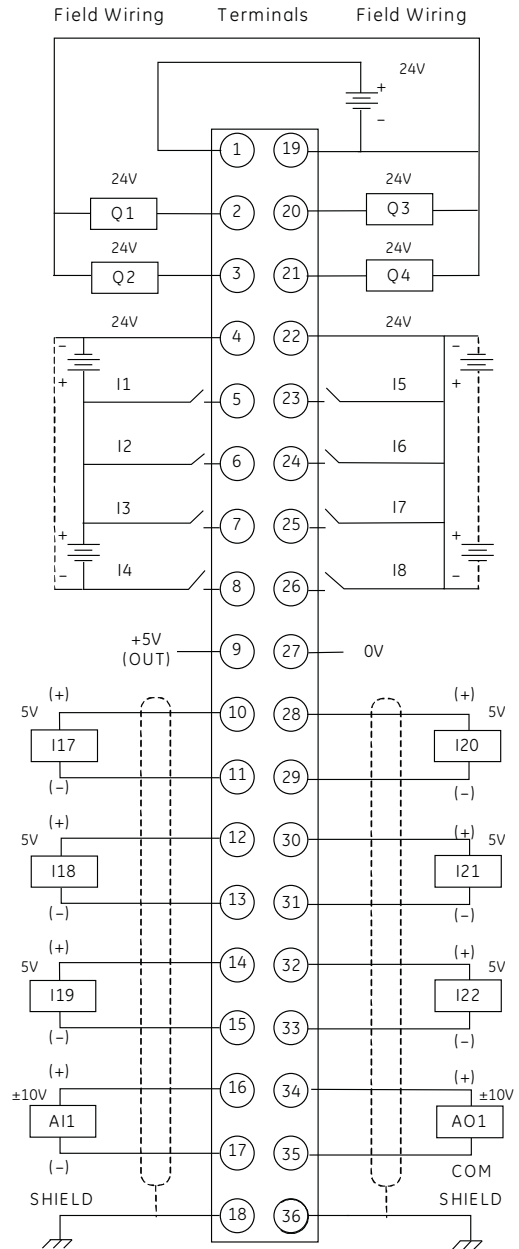 Field Wiring Terminals Field Wiring
24V
+
−
1 19
24V 24V
Q1 2 20 Q3
24V 24V
Q2 3 21 Q4
24V 4 22 24V
− −
+ +
I1 5 23 I5
I2 6 24 I6
I3 7 25 I7
+ +
− −
I4 8 26 I8
+5V
(OUT) 9 27 0V
(+) (+)
5V 10 28 5V
I17 I20
11 29
(−) (−)
(+) (+)
5V 12 30 5V
I18 I21
13 31
(−) (−)
(+) (+)
5V 14 32 5V
I19 I22
15 33
(−) (−)
(+) (+)
±10V 16 34 ±10V
AI1 AO1
17 35
(−) COM
SHIELD SHIELD
18 36